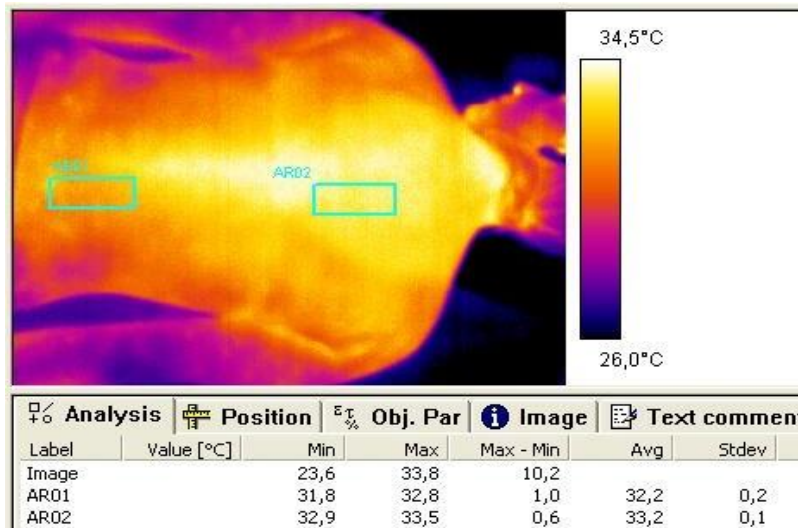 34,5°C
AR01
AR02
26,0°C
Analysis Position Obj. Par Image Text commen
Label Value [°C] Min Max Max - Min Avg Stdev
Image 23,6 33,8 10,2
AR01 31,8 32,8 1,0 32,2 0,2
AR02 32,9 33,5 0,6 33,2 0,1